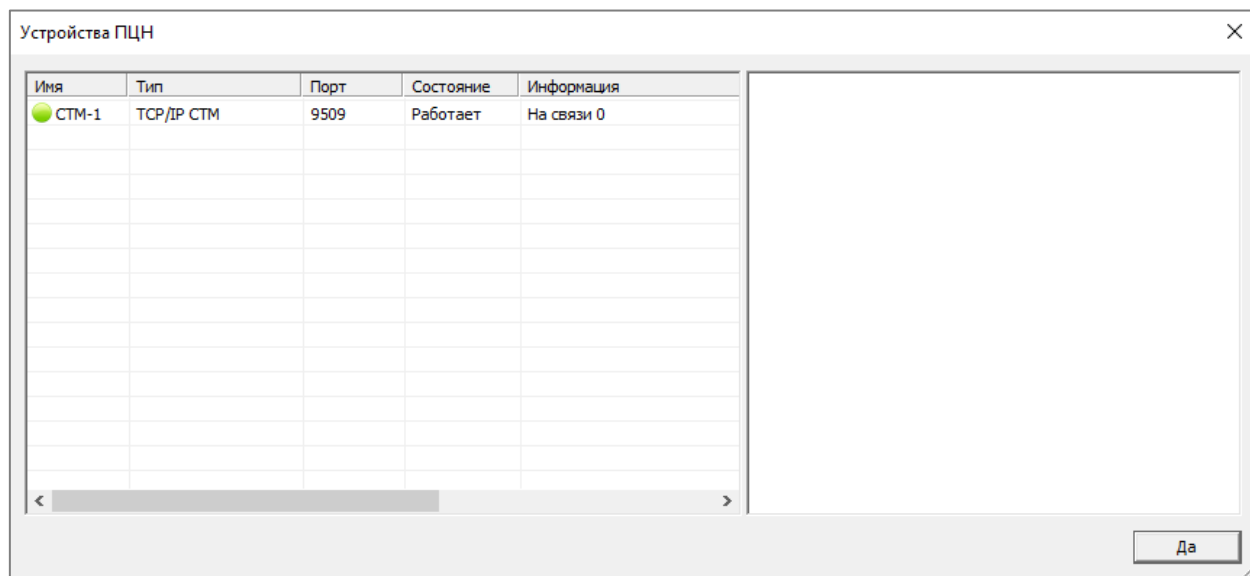 Устройства ПЦН
Имя Тип Порт Состояние Информация
СТМ-1 TCP/IP СТМ 9509 Работает На связи 0
Да